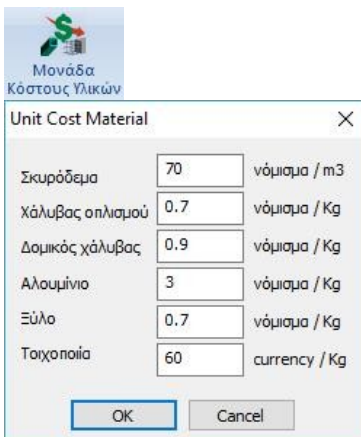 Μονάδα
Κόστους Υλικών
Unit Cost Material
Σκυρόδεμα 70 νόμισμα / m3
Χάλυβας οπλισμού 0.7 νόμισμα / Kg
Δομικός χάλυβας 0.9 νόμισμα / Kg
Αλουμίνιο 3 νόμισμα / Kg
Ξύλο 0.7 νόμισμα / Kg
Τοιχοποιία 60 currency / Kg
OK Cancel